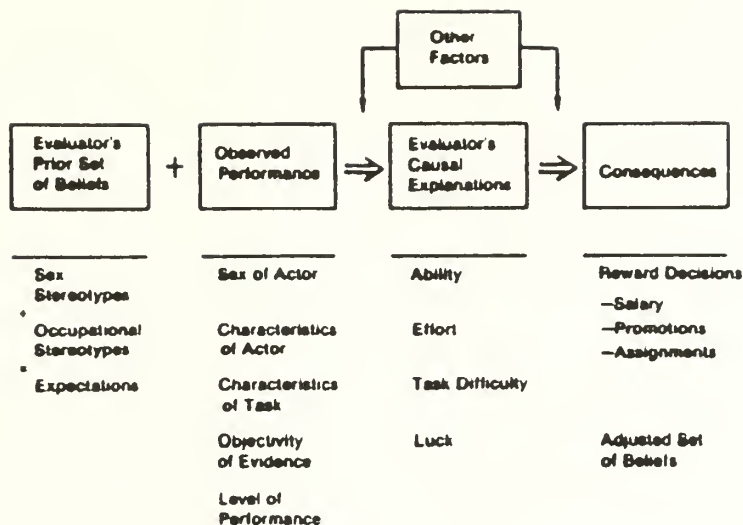 Other
Factors
Evaluator's
Prior Set
of Beliefs
+
Observed
Performance
Evaluator's
Causal
Explanations
Consequences
Sex
Stereotypes
Occupational
Stereotypes
Expectations
Sex of Actor
Characteristics
of Actor
Characteristics
of Task
Objectivity
of Evidence
Level of
Performance
Ability
Effort
Task Difficulty
Luck
Reward Decisions
—Salary
—Promotions
—Assignments
Adjusted Set
of Beliefs